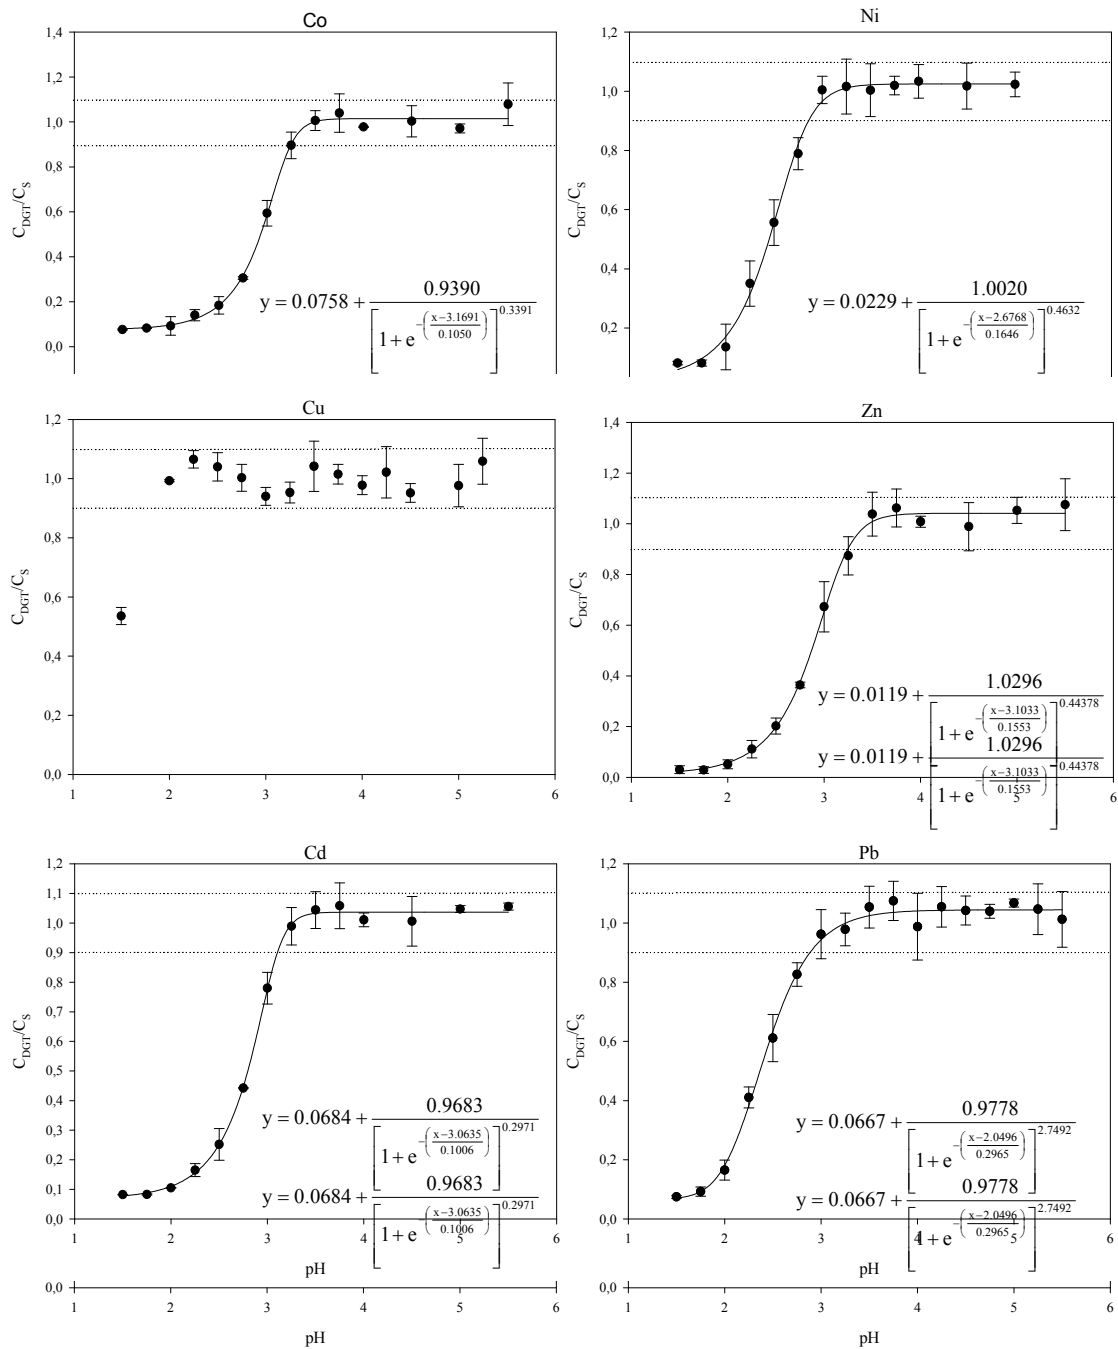 Co
1,4
1,2
1,0
0,8
0,6
0,4
0,2
0,0
C_DGT/C_S
1 2 3 4 5 6
y = 0.0758 + 0.9390 / [1 + e^-((x−3.1691)/0.1050)]^0.3391
Ni
1,2
1,0
0,8
0,6
0,4
0,2
C_DGT/C_S
1 2 3 4 5 6
y = 0.0229 + 1.0020 / [1 + e^-((x−2.6768)/0.1646)]^0.4632
Cu
1,2
1,0
0,8
0,6
0,4
0,2
0,0
C_DGT/C_S
1 2 3 4 5 6
Zn
1,4
1,2
1,0
0,8
0,6
0,4
0,2
0,0
C_DGT/C_S
1 2 3 4 5 6
y = 0.0119 + 1.0296 / [1 + e^-((x−3.1033)/0.1553)]^0.44378
y = 0.0119 + 1.0296 / [1 + e^-((x−3.1033)/0.1553)]^0.44378
Cd
1,2
1,1
1,0
0,9
0,8
0,7
0,6
0,5
0,4
0,3
0,2
0,1
0,0
C_DGT/C_S
y = 0.0684 + 0.9683 / [1 + e^-((x−3.0635)/0.1006)]^0.2971
y = 0.0684 + 0.9683 / [1 + e^-((x−3.0635)/0.1006)]^0.2971
1 2 3 4 5 6
pH
0,0
1 2 3 4 5 6
pH
Pb
1,2
1,0
0,8
0,6
0,4
0,2
0,0
C_DGT/C_S
y = 0.0667 + 0.9778 / [1 + e^-((x−2.0496)/0.2965)]^2.7492
y = 0.0667 + 0.9778 / [1 + e^-((x−2.0496)/0.2965)]^2.7492
1 2 3 4 5 6
pH
0,0
1 2 3 4 5 6
pH